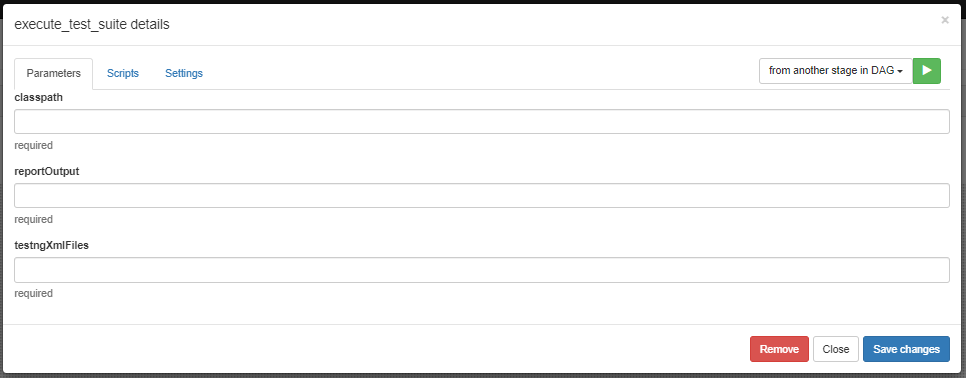 execute_test_suite details
×
Parameters Scripts Settings from another stage in DAG
classpath
required
reportOutput
required
testngXmlFiles
required
Remove Close Save changes